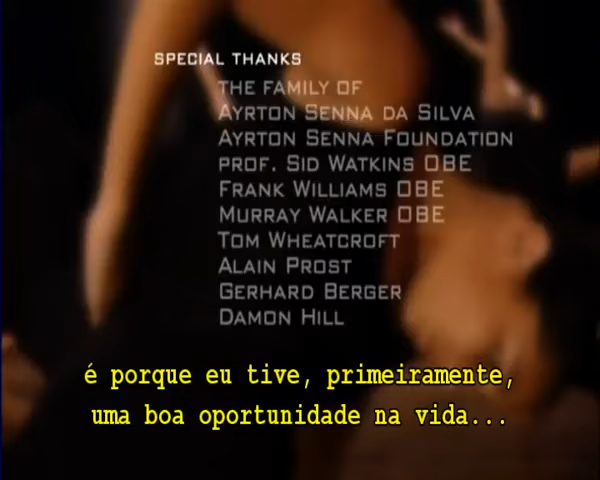 SPECIAL THANKS
THE FAMILY OF
AYRTON SENNA DA SILVA
AYRTON SENNA FOUNDATION
PROF. SID WATKINS OBE
FRANK WILLIAMS OBE
MURRAY WALKER OBE
TOM WHEATCROFT
ALAIN PROST
GERHARD BERGER
DAMON HILL
é porque eu tive, primeiramente,
uma boa oportunidade na vida...